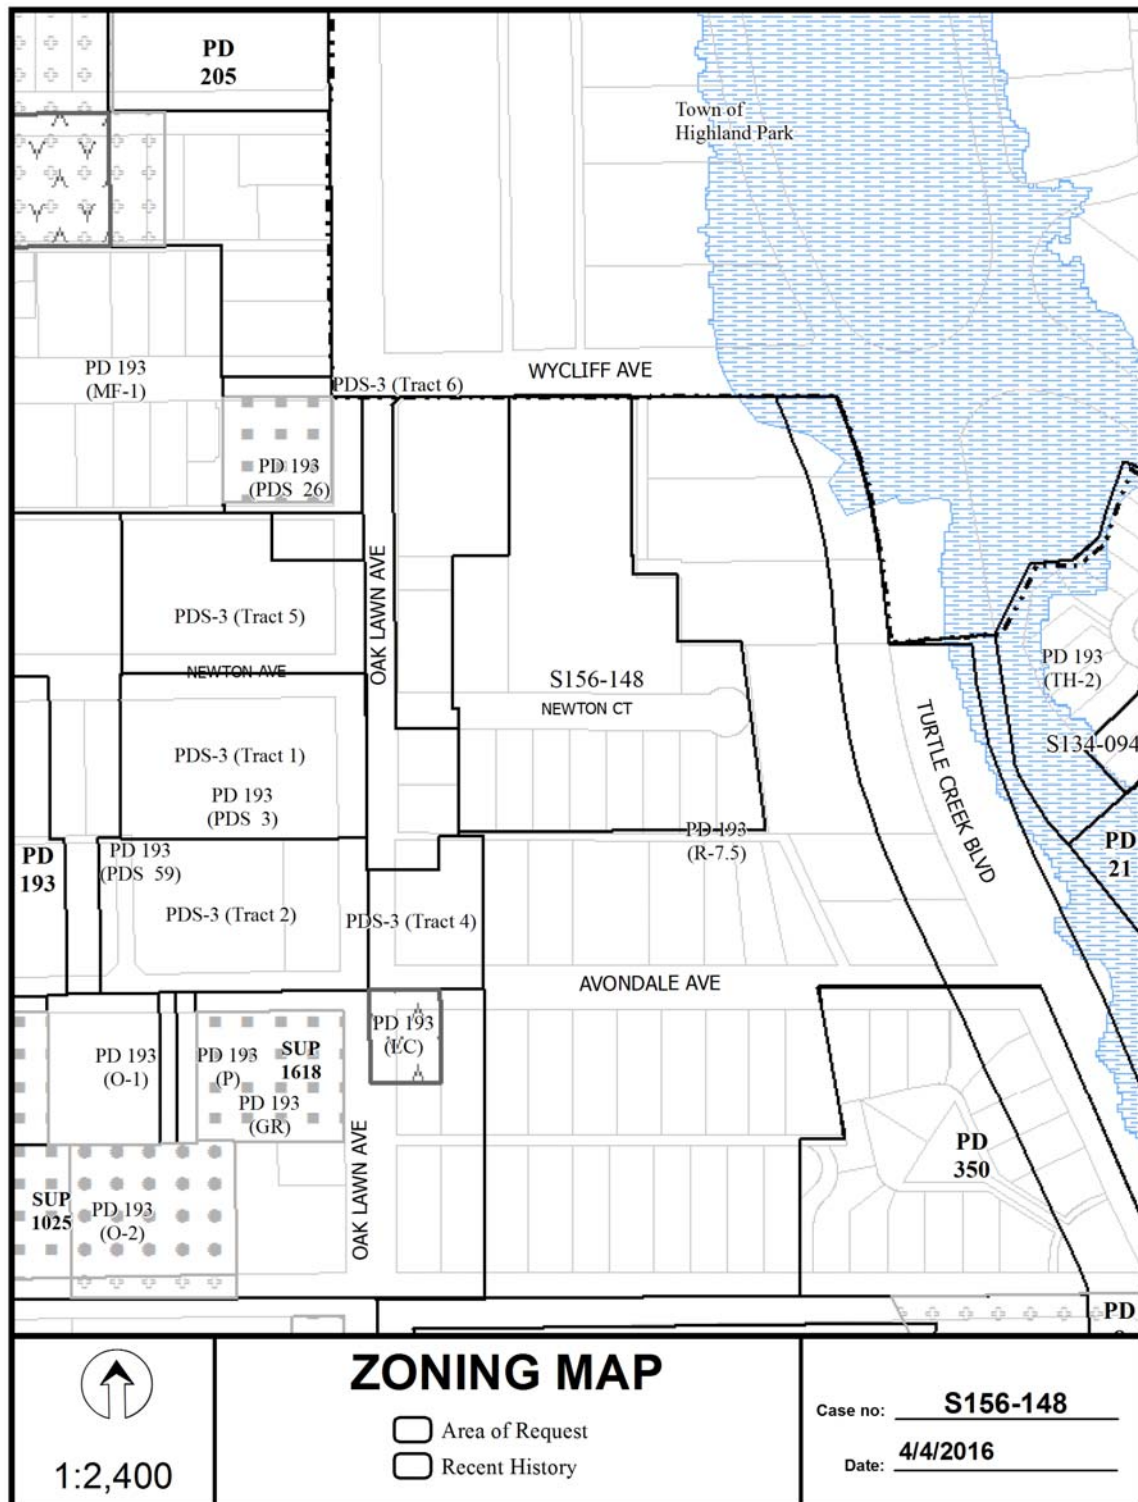 PD
205
Town of
Highland Park
WYCLIFF AVE
PD 193
(MF-1)
PDS-3 (Tract 6)
PD 193
(PDS 26)
OAK LAWN AVE
PDS-3 (Tract 5)
NEWTON AVE
S156-148
NEWTON CT
PD 193
(TH-2)
S134-094
TURTLE CREEK BLVD
PDS-3 (Tract 1)
PD 193
(PDS 3)
PD 193
(R-7.5)
PD
193
PD 193
(PDS 59)
PD
21
PDS-3 (Tract 2)
PDS-3 (Tract 4)
AVONDALE AVE
PD 193
(EC)
PD 193
(O-1)
PD 193
(P)
SUP
1618
PD 193
(GR)
OAK LAWN AVE
PD
350
SUP
1025
PD 193
(O-2)
PD
ZONING MAP
Area of Request
Recent History
1:2,400
Case no: S156-148
Date: 4/4/2016